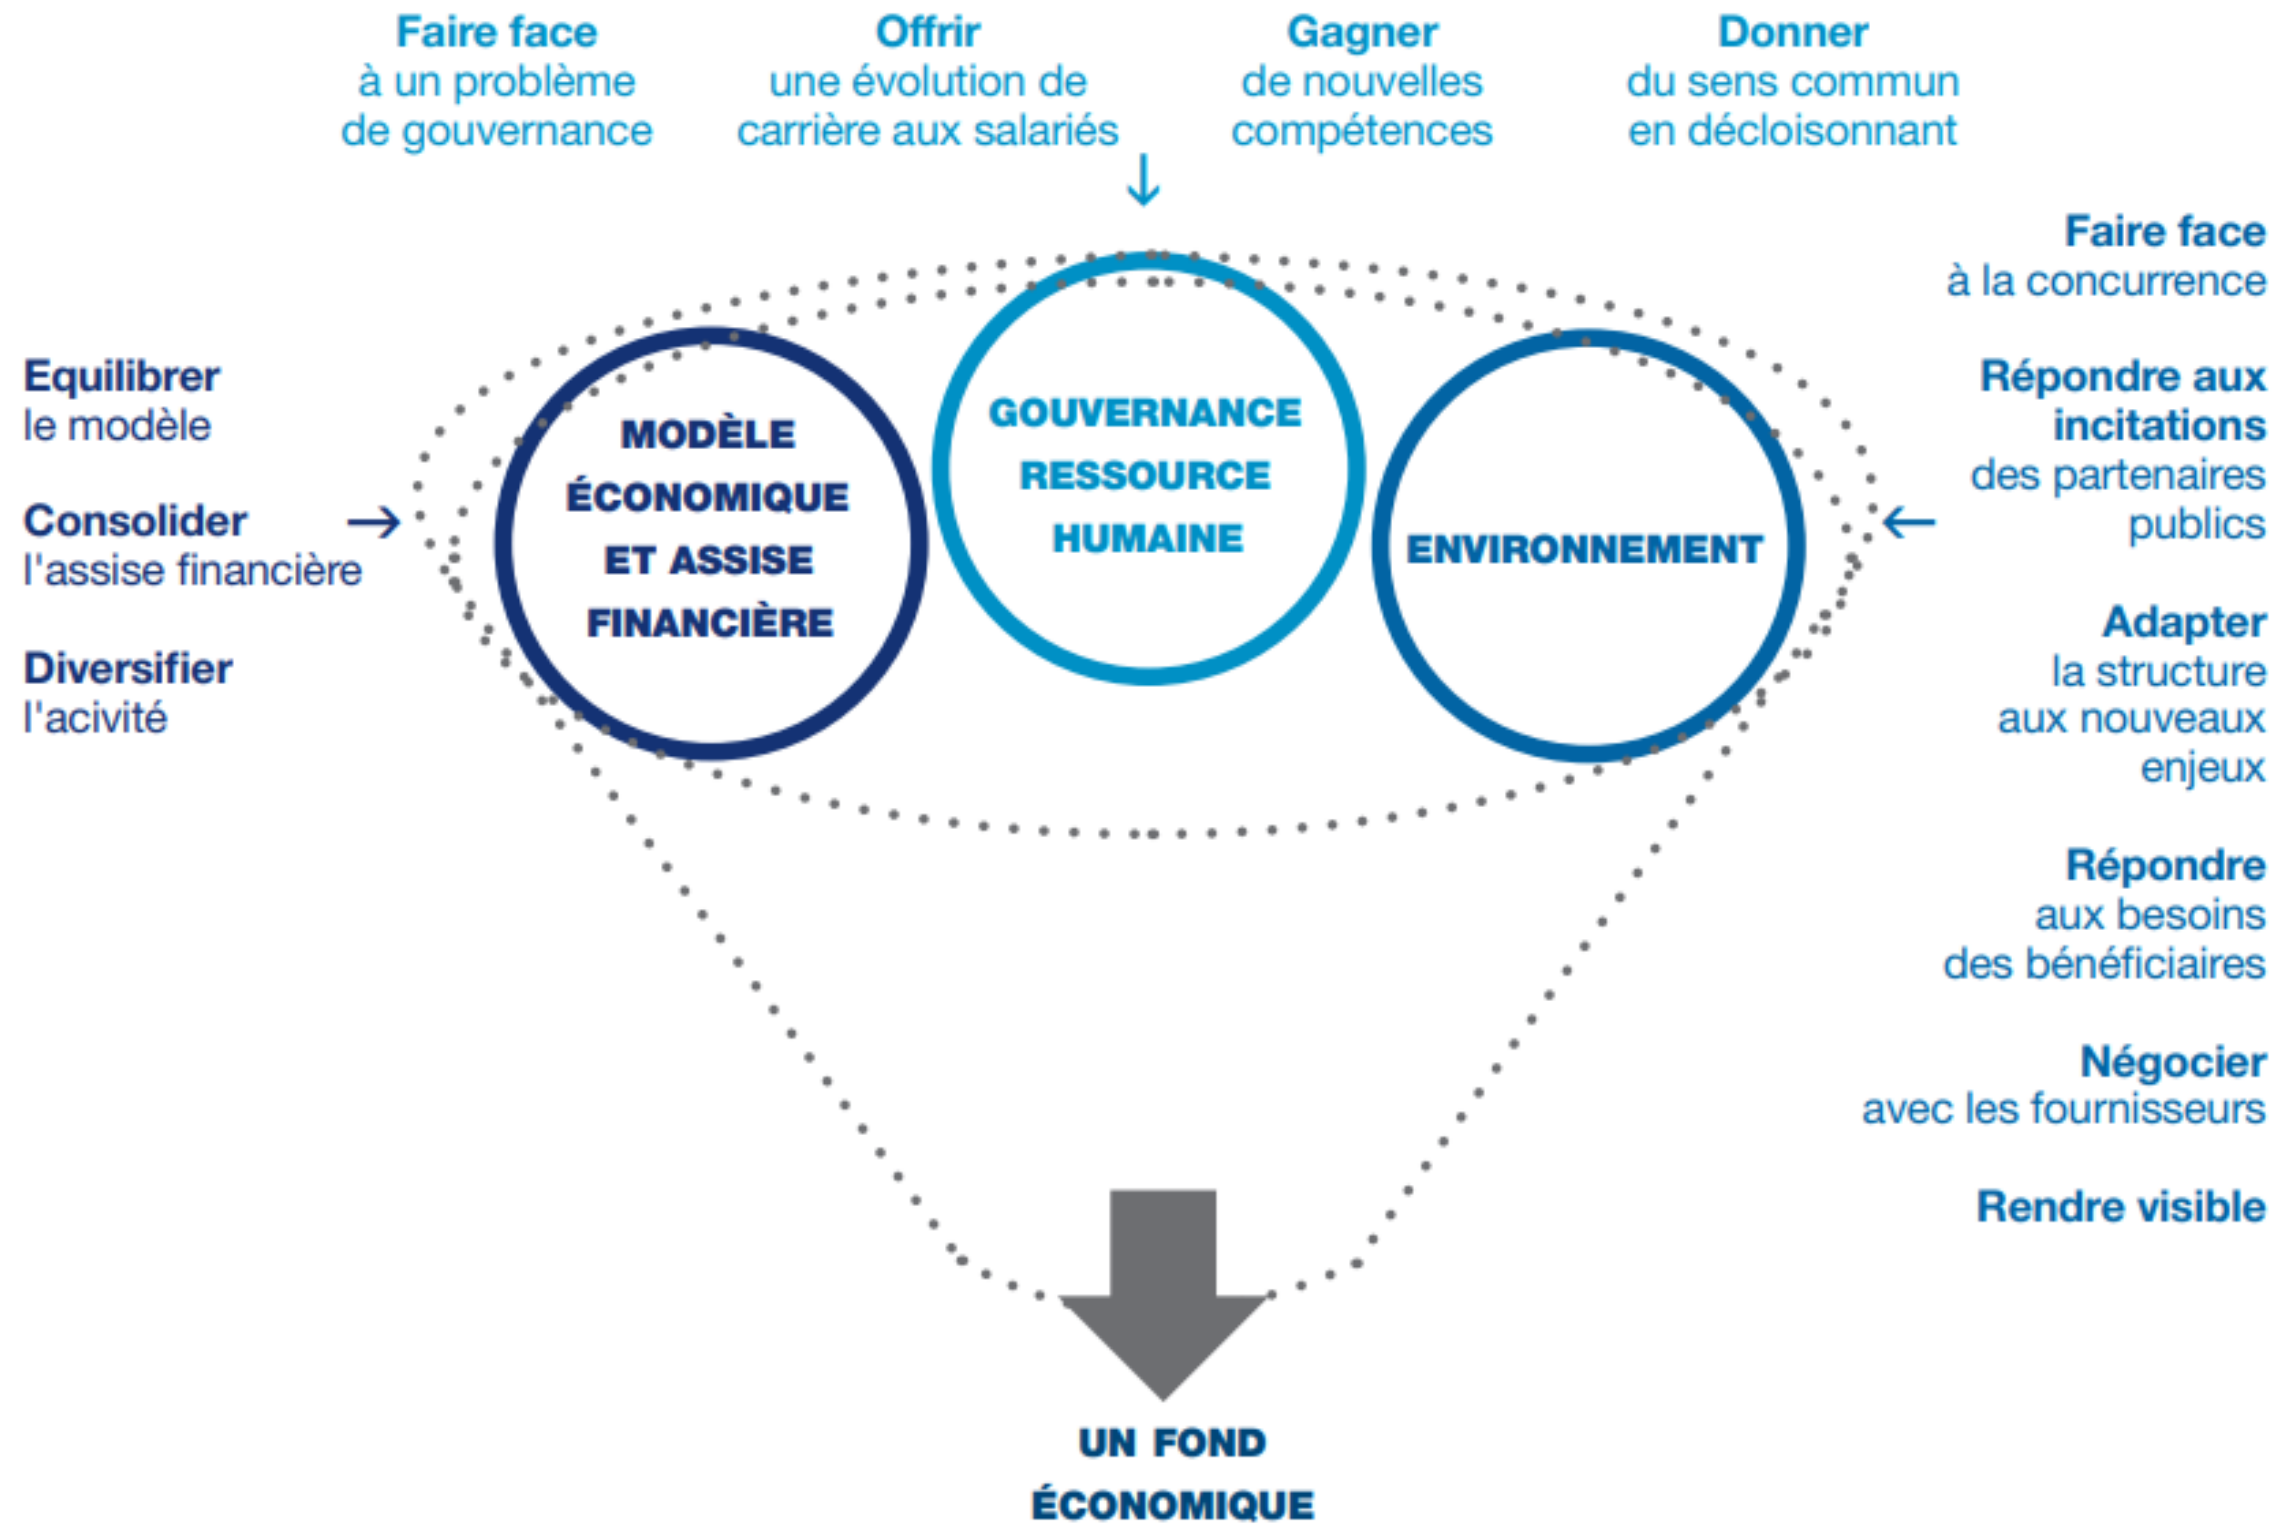 Faire face
à un problème
de gouvernance
Offrir
une évolution de
carrière aux salariés
Gagner
de nouvelles
compétences
Donner
du sens commun
en décloisonnant
Equilibrer
le modèle
Consolider
l'assise financière
Diversifier
l'acivité
MODÈLE
ÉCONOMIQUE
ET ASSISE
FINANCIÈRE
GOUVERNANCE
RESSOURCE
HUMAINE
ENVIRONNEMENT
Faire face
à la concurrence
Répondre aux
incitations
des partenaires
publics
Adapter
la structure
aux nouveaux
enjeux
Répondre
aux besoins
des bénéficiaires
Négocier
avec les fournisseurs
Rendre visible
UN FOND
ÉCONOMIQUE